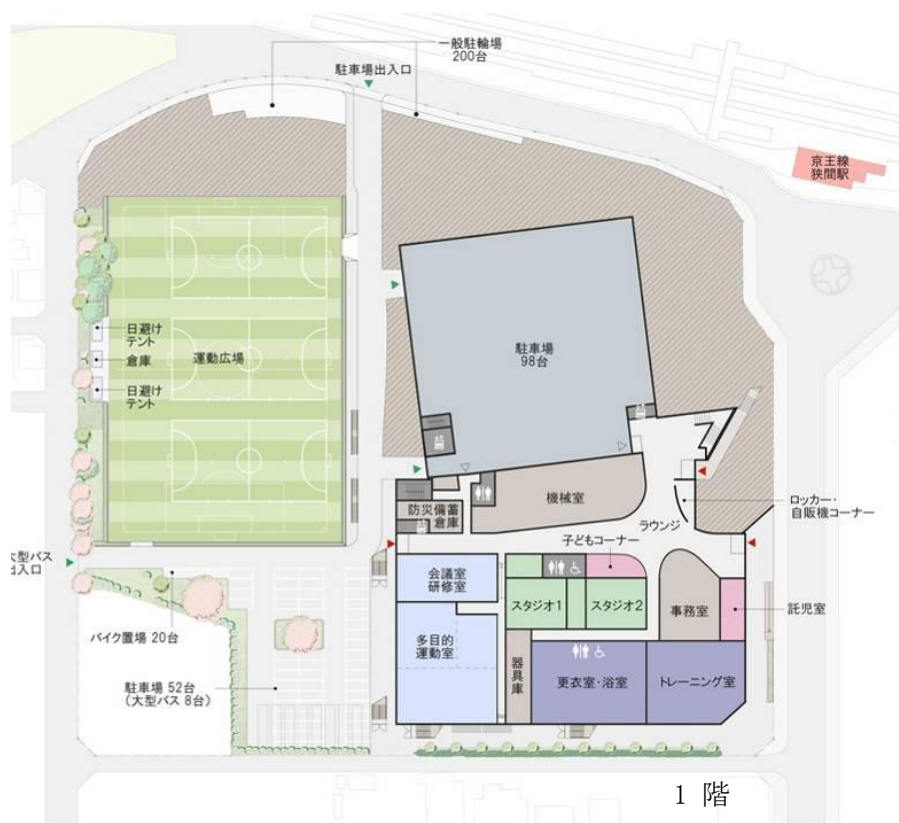 一般駐輪場
200台
駐車場出入口
京王線
狭間駅
日避け
テント
倉庫
日避け
テント
運動広場
駐車場
98台
機械室
防災備蓄
倉庫
ロッカー・
自販機コーナー
ラウンジ
子どもコーナー
大型バス
出入口
会議室
研修室
スタジオ1
スタジオ2
事務室
託児室
バイク置場 20台
多目的
運動室
器具庫
更衣室・浴室
トレーニング室
駐車場 52台
(大型バス 8台)
1 階